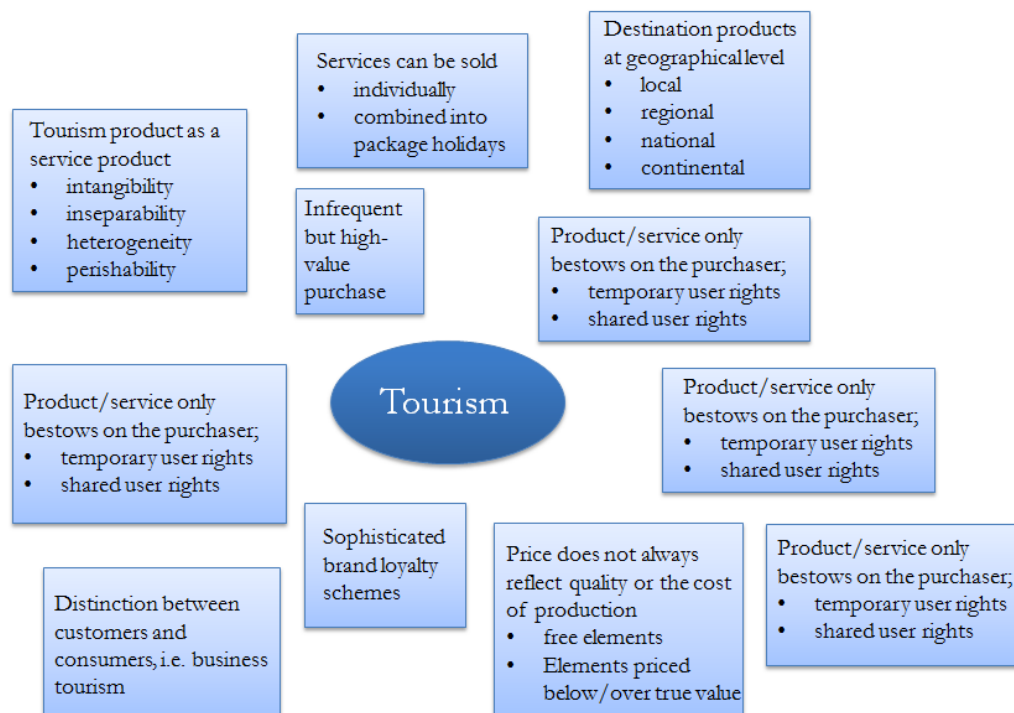 Services can be sold
• individually
• combined into
package holidays
Destination products
at geographical level
• local
• regional
• national
• continental
Tourism product as a
service product
• intangibility
• inseparability
• heterogeneity
• perishability
Infrequent
but high-
value
purchase
Product/service only
bestows on the purchaser;
• temporary user rights
• shared user rights
Tourism
Product/service only
bestows on the purchaser;
• temporary user rights
• shared user rights
Product/service only
bestows on the purchaser;
• temporary user rights
• shared user rights
Sophisticated
brand loyalty
schemes
Price does not always
reflect quality or the cost
of production
• free elements
• Elements priced
below/over true value
Product/service only
bestows on the purchaser;
• temporary user rights
• shared user rights
Distinction between
customers and
consumers, i.e. business
tourism